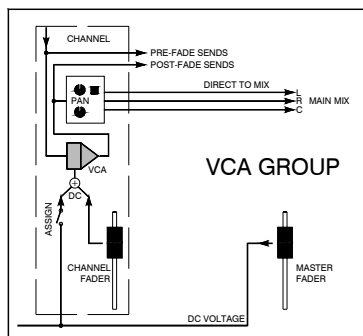 CHANNEL
PRE-FADE SENDS
POST-FADE SENDS
DIRECT TO MIX
PAN
L
R
C
MAIN MIX
VCA
VCA GROUP
+
DC
ASSIGN
CHANNEL
FADER
MASTER
FADER
DC VOLTAGE